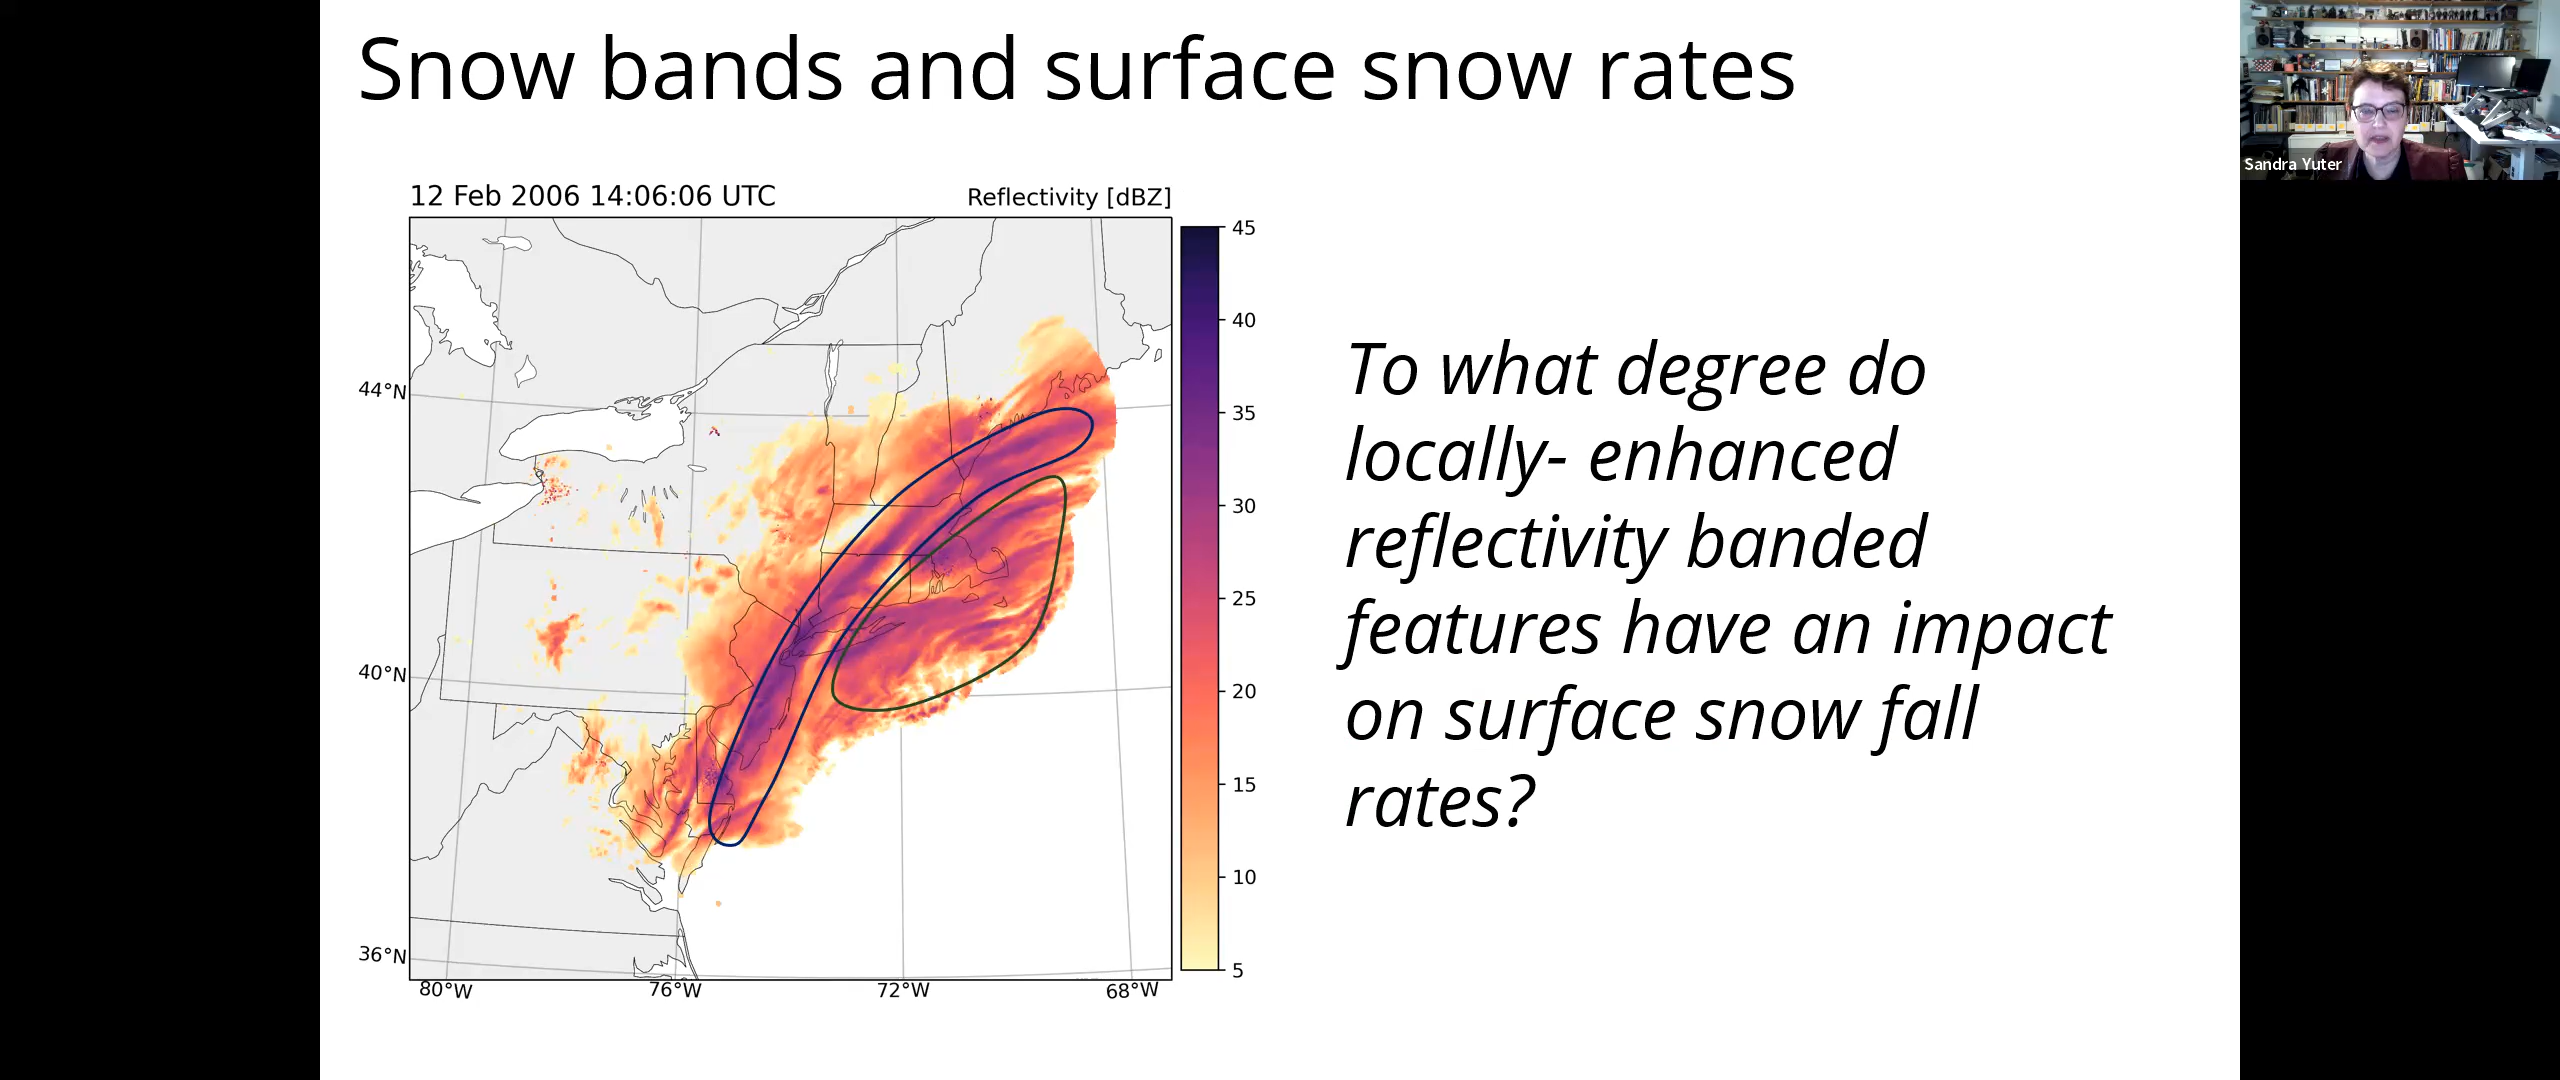 Snow bands and surface snow rates
Sandra Yuter
12 Feb 2006 14:06:06 UTC
Reflectivity [dBZ]
45
40
35
30
25
20
15
10
5
44°N
40°N
36°N
80°W
76°W
72°W
68°W
To what degree do
locally- enhanced
reflectivity banded
features have an impact
on surface snow fall
rates?